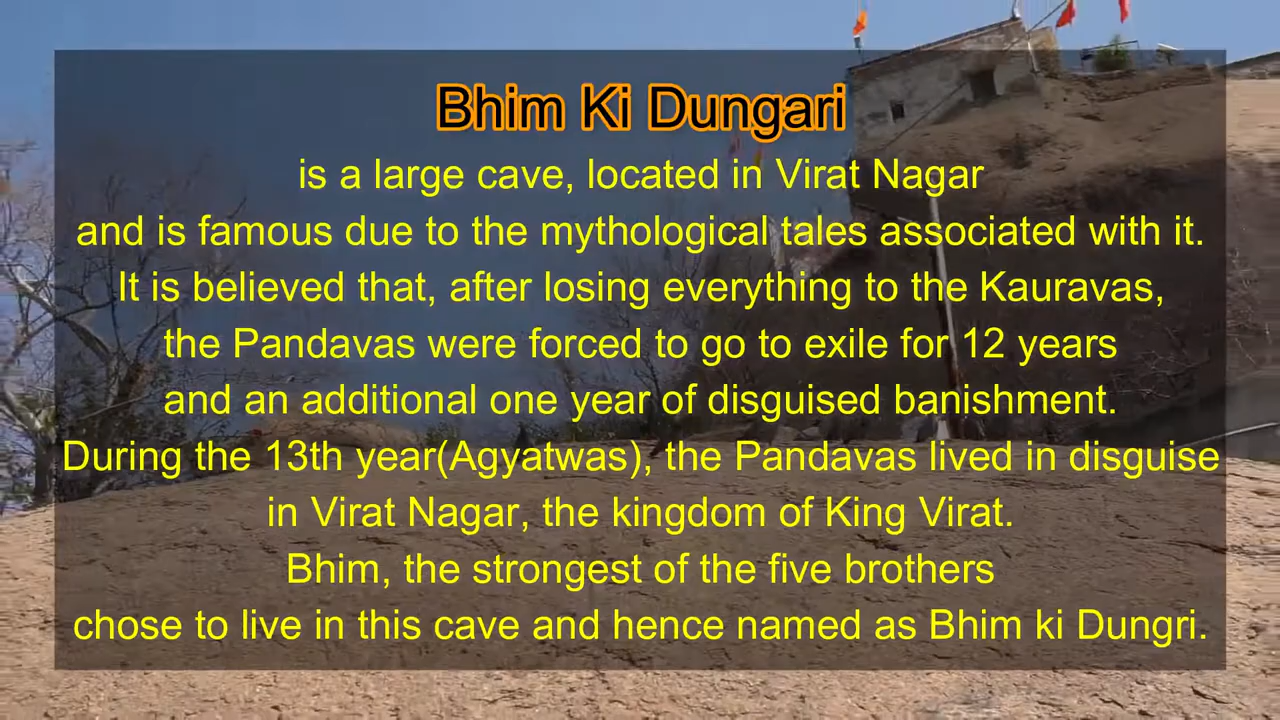 Bhim Ki Dungari
is a large cave, located in Virat Nagar
and is famous due to the mythological tales associated with it.
It is believed that, after losing everything to the Kauravas,
the Pandavas were forced to go to exile for 12 years
and an additional one year of disguised banishment.
During the 13th year(Agyatwas), the Pandavas lived in disguise
in Virat Nagar, the kingdom of King Virat.
Bhim, the strongest of the five brothers
chose to live in this cave and hence named as Bhim ki Dungri.